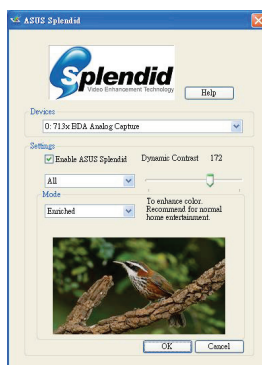 ASUS Splendid
Splendid
Video Enhancement Technology
Help
Devices
0: 713x BDA Analog Capture
Settings
Enable ASUS Splendid
Dynamic Contrast 172
All
Mode
Enriched
To enhance color.
Recommend for normal
home entertainment.
OK
Cancel